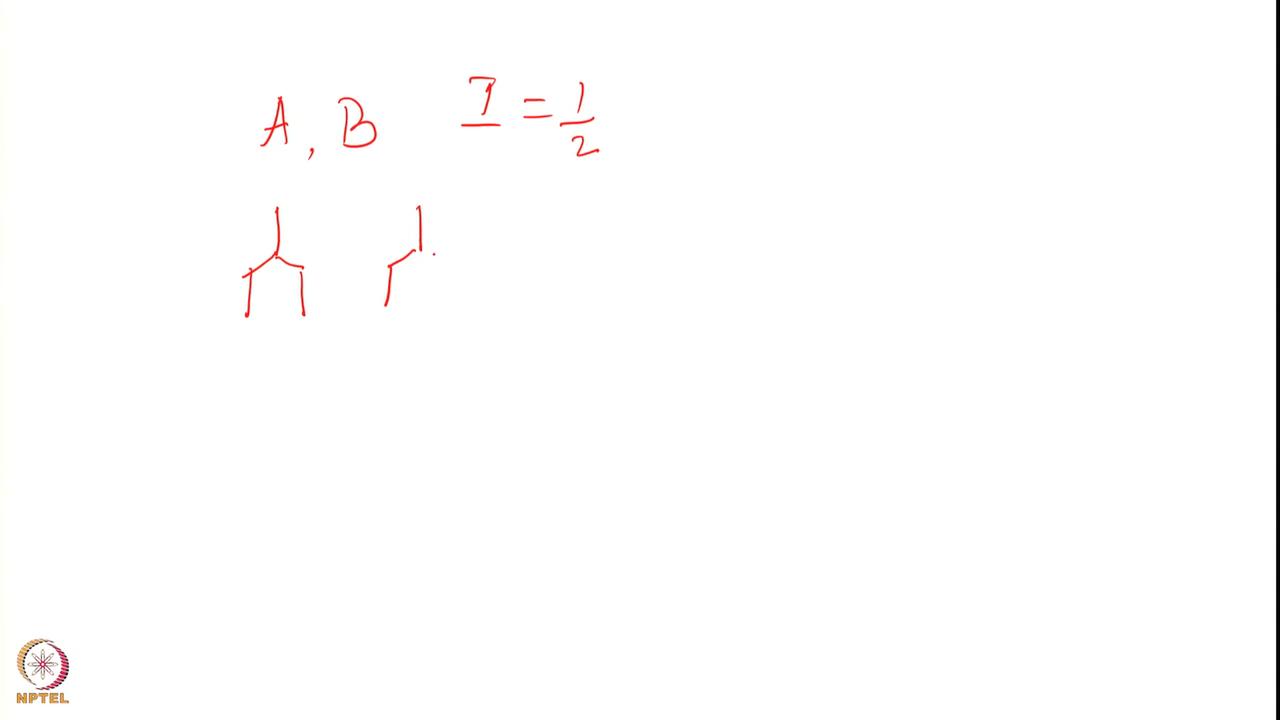 A, B I = 1/2
NPTEL